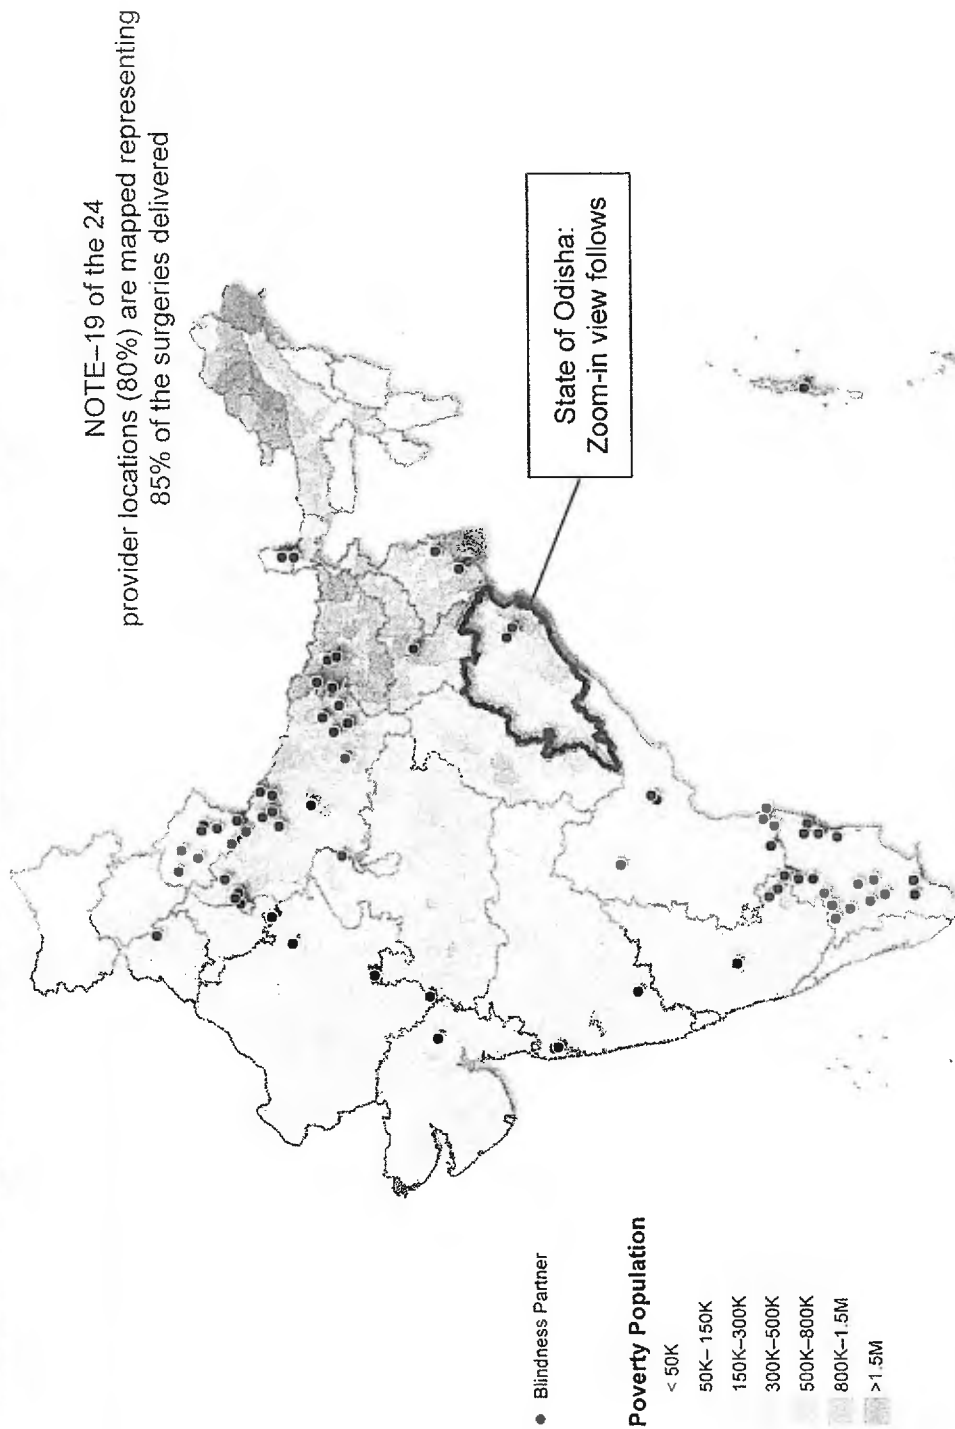 NOTE–19 of the 24
provider locations (80%) are mapped representing
85% of the surgeries delivered
State of Odisha:
Zoom-in view follows
Blindness Partner
Poverty Population
< 50K
50K–150K
150K–300K
300K–500K
500K–800K
800K–1.5M
>1.5M